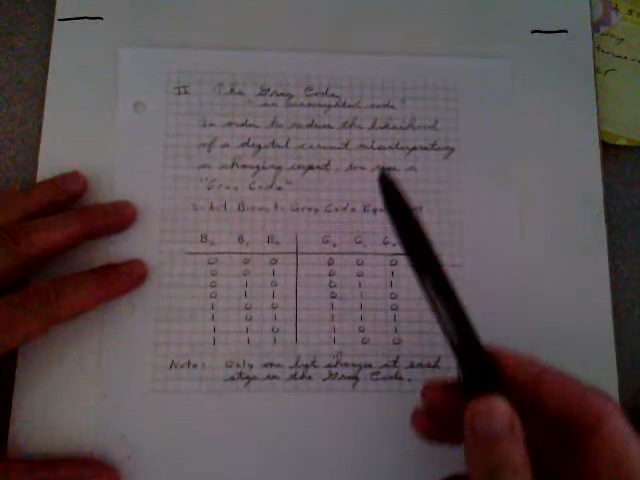 II The Gray Code
"an unweighted code"
In order to reduce the likelihood
of a digital circuit misinterpreting
a changing input, we use a
"Gray Code"
3-bit Binary to Gray Code
B₂ B₁ B₀ G₂ G₁ G₀
0 0 0 0 0 0
0 0 1 0 0 1
0 1 0 0 1 1
0 1 1 0 1 0
1 0 0 1 1 0
1 0 1 1 1 1
1 1 0 1 0 1
1 1 1 1 0 0
Note: Only one bit changes at each
step in the Gray Code.